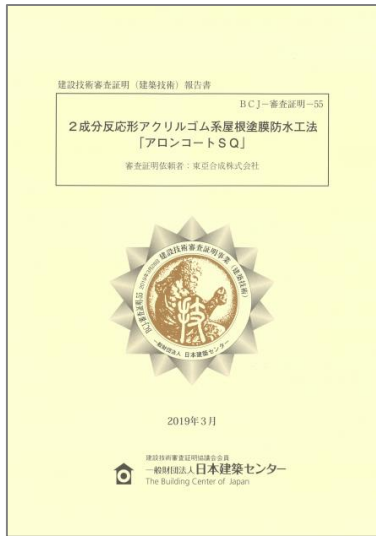 建設技術審査証明（建築技術）報告書
ＢＣＪ－審査証明－55
２成分反応形アクリルゴム系屋根塗膜防水工法
「アロンコートＳＱ」
審査証明依頼者：東亞合成株式会社
建設技術審査証明事業（建築技術）
技
一般財団法人 日本建築センター
2019年３月
建設技術審査証明協議会会員
一般財団法人日本建築センター
The Building Center of Japan